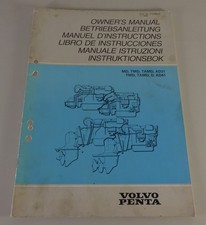 OWNER'S MANUAL
BETRIEBSANLEITUNG
MANUEL D'INSTRUCTIONS
LIBRO DE INSTRUCCIONES
MANUALE ISTRUZIONI
INSTRUKTIONSBOK
VOLVO
PENTA